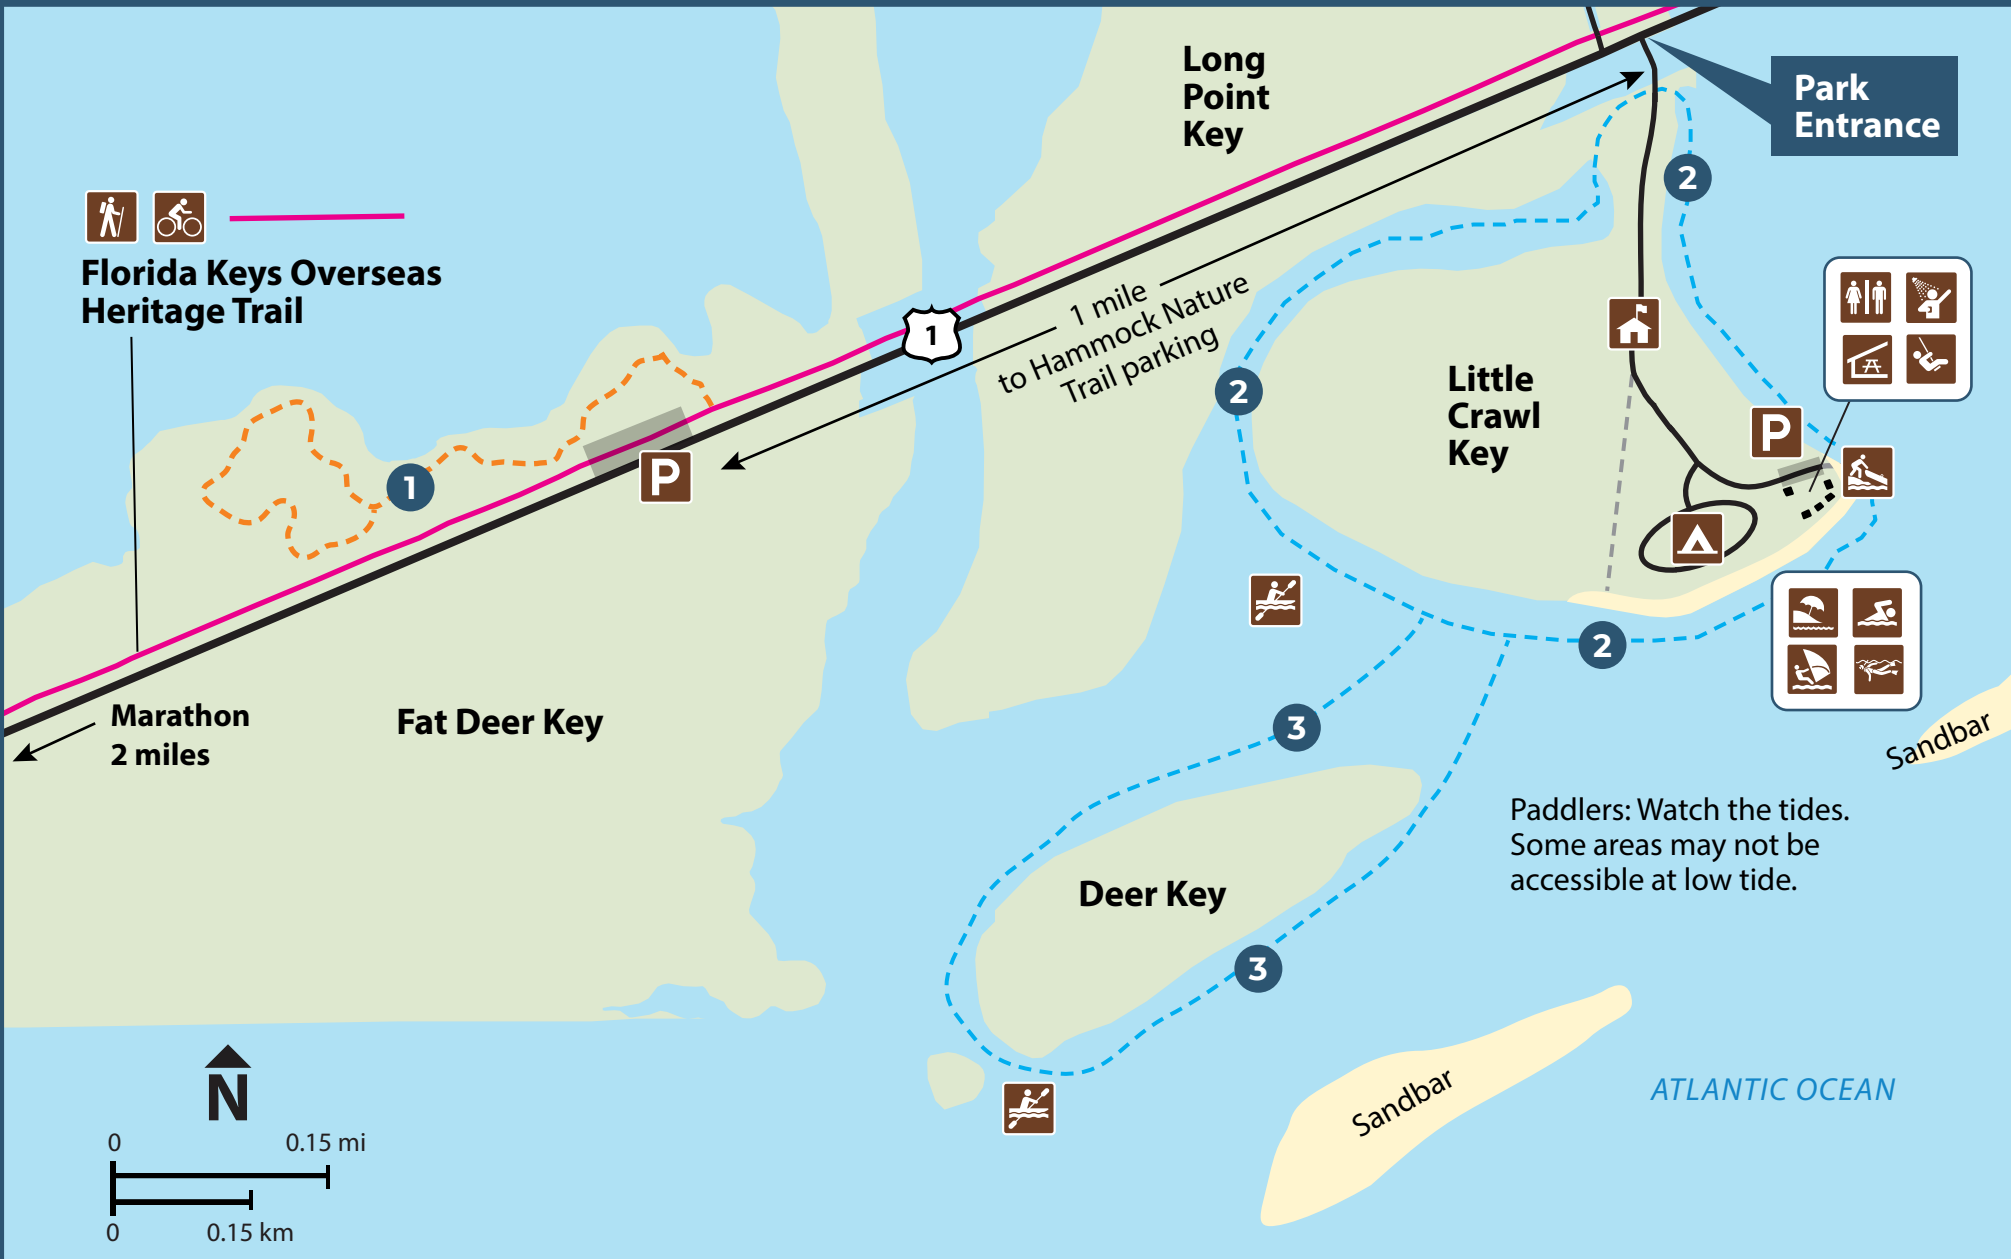 Long
Point
Key
Park
Entrance
2
Florida Keys Overseas
Heritage Trail
1
1 mile
to Hammock Nature
Trail parking
2
Little
Crawl
Key
P
1
P
2
Marathon
2 miles
Fat Deer Key
3
Sandbar
Paddlers: Watch the tides.
Some areas may not be
accessible at low tide.
Deer Key
3
N
Sandbar
ATLANTIC OCEAN
0 0.15 mi
0 0.15 km